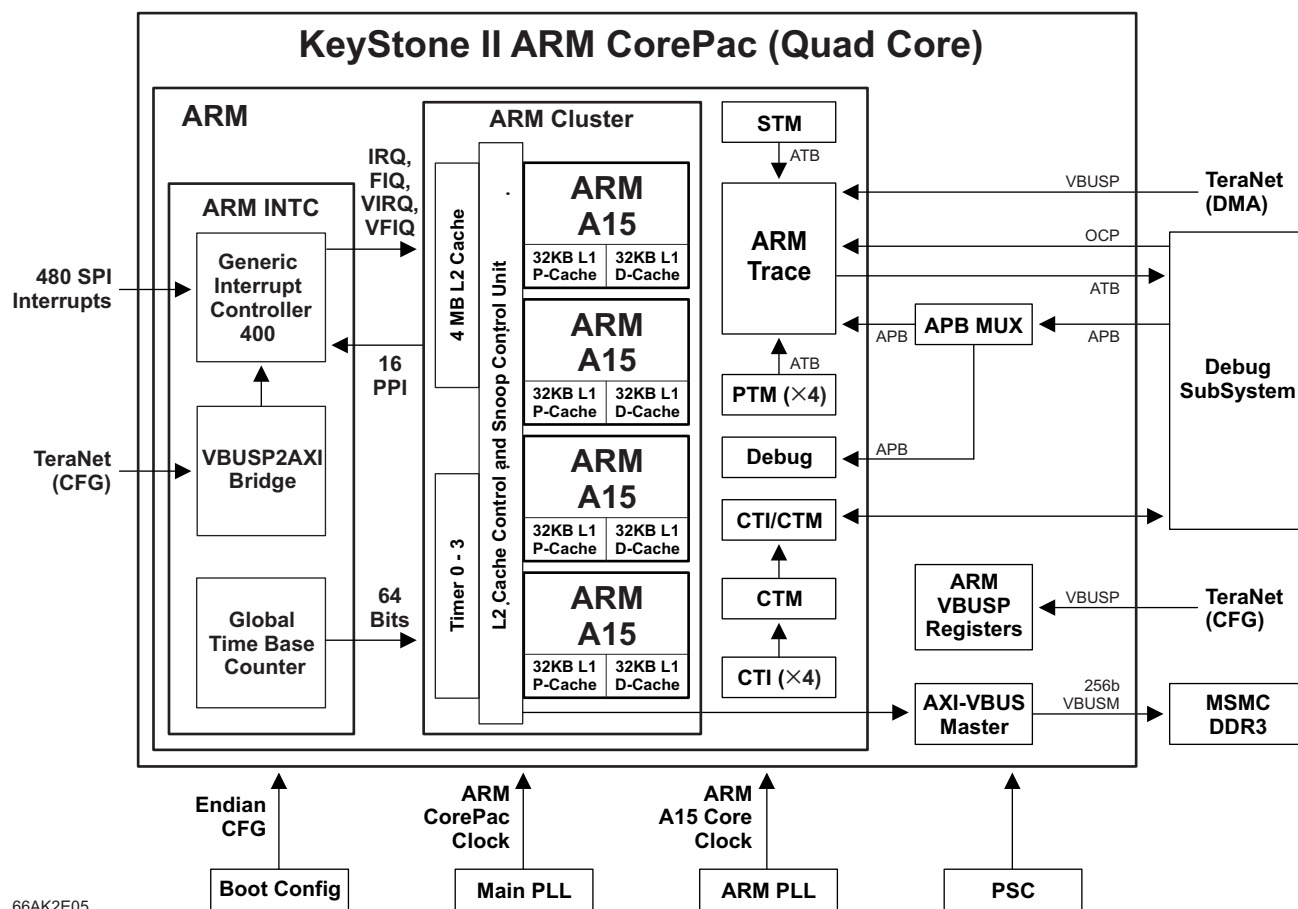 KeyStone II ARM CorePac (Quad Core)
ARM
ARM INTC
Generic
Interrupt
Controller
400
VBUSP2AXI
Bridge
Global
Time Base
Counter
480 SPI
Interrupts
TeraNet
(CFG)
IRQ,
FIQ,
VIRQ,
VFIQ
16
PPI
64
Bits
ARM Cluster
4 MB L2 Cache
Timer 0 - 3
L2 Cache Control and Snoop Control Unit
ARM
A15
32KB L1
P-Cache
32KB L1
D-Cache
ARM
A15
32KB L1
P-Cache
32KB L1
D-Cache
ARM
A15
32KB L1
P-Cache
32KB L1
D-Cache
ARM
A15
32KB L1
P-Cache
32KB L1
D-Cache
STM
ATB
ARM
Trace
ATB
PTM (×4)
Debug
CTI/CTM
CTM
CTI (×4)
VBUSP
TeraNet
(DMA)
OCP
ATB
APB
APB MUX
APB
APB
Debug
SubSystem
ARM
VBUSP
Registers
VBUSP
TeraNet
(CFG)
AXI-VBUS
Master
256b
VBUSM
MSMC
DDR3
Endian
CFG
Boot Config
ARM
CorePac
Clock
Main PLL
ARM
A15 Core
Clock
ARM PLL
PSC
66AK2E05